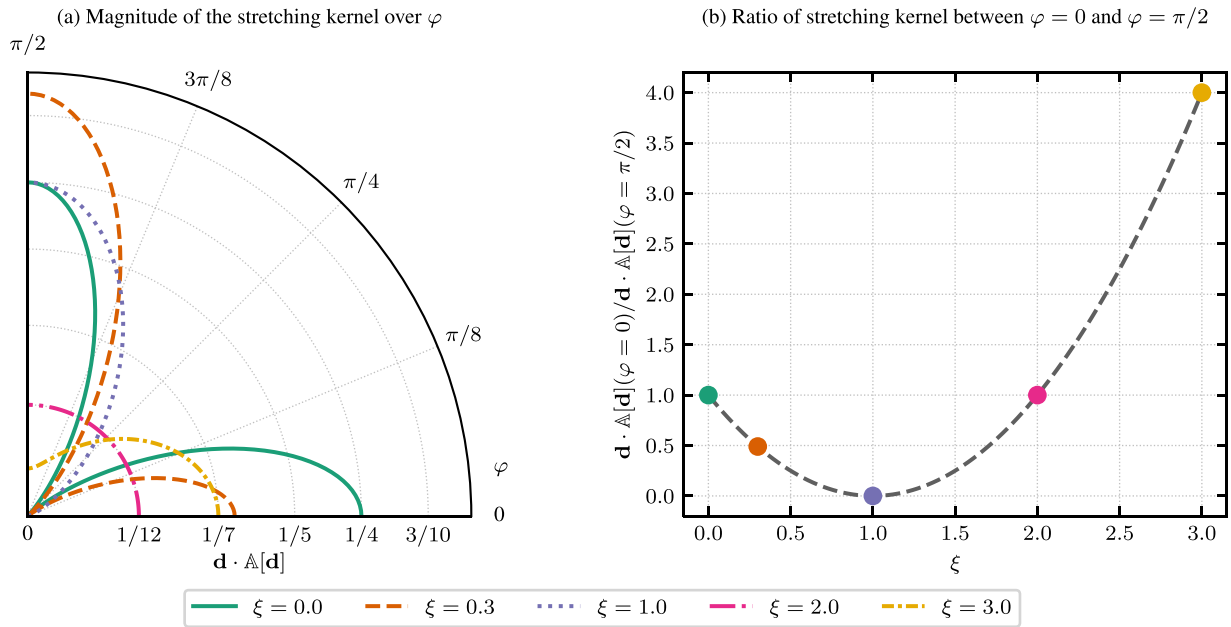 (a) Magnitude of the stretching kernel over φ
π/2
3π/8
π/4
π/8
φ
0
0 1/12 1/7 1/5 1/4 3/10
d · 𝔸[d]
(b) Ratio of stretching kernel between φ = 0 and φ = π/2
d · 𝔸[d](φ = 0)/d · 𝔸[d](φ = π/2)
4.0
3.5
3.0
2.5
2.0
1.5
1.0
0.5
0.0
0.0 0.5 1.0 1.5 2.0 2.5 3.0
ξ
ξ = 0.0 ξ = 0.3 ξ = 1.0 ξ = 2.0 ξ = 3.0